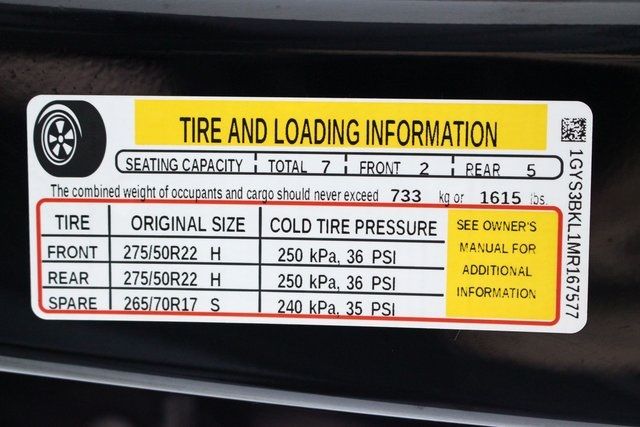 TIRE AND LOADING INFORMATION
SEATING CAPACITY TOTAL 7 FRONT 2 REAR 5
The combined weight of occupants and cargo should never exceed 733 kg or 1615 lbs.
TIRE ORIGINAL SIZE COLD TIRE PRESSURE
FRONT 275/50R22 H 250 kPa, 36 PSI
REAR 275/50R22 H 250 kPa, 36 PSI
SPARE 265/70R17 S 240 kPa, 35 PSI
SEE OWNER'S
MANUAL FOR
ADDITIONAL
INFORMATION
1GYS3BKL1MR167577